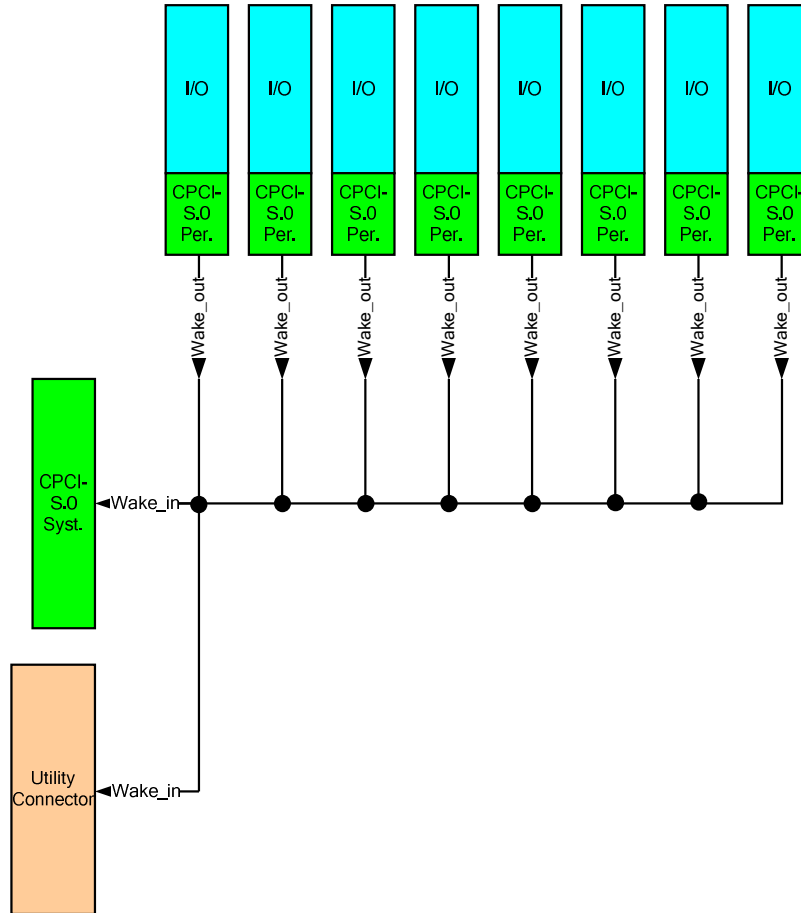 I/O
I/O
I/O
I/O
I/O
I/O
I/O
I/O
CPCI-
S.0
Per.
CPCI-
S.0
Per.
CPCI-
S.0
Per.
CPCI-
S.0
Per.
CPCI-
S.0
Per.
CPCI-
S.0
Per.
CPCI-
S.0
Per.
CPCI-
S.0
Per.
Wake_out
Wake_out
Wake_out
Wake_out
Wake_out
Wake_out
Wake_out
Wake_out
CPCI-
S.0
Syst.
Wake_in
Utility
Connector
Wake_in